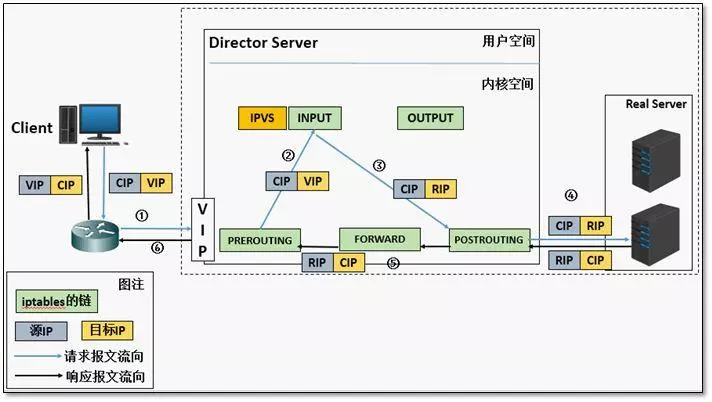 Director Server
用户空间
内核空间
Real Server
IPVS
INPUT
OUTPUT
Client
②
③
④
VIP CIP
CIP VIP
CIP VIP
CIP RIP
①
VIP
CIP RIP
⑥
PREROUTING
FORWARD
POSTROUTING
RIP CIP
⑤
RIP CIP
图注
iptables的链
源IP
目标IP
请求报文流向
响应报文流向